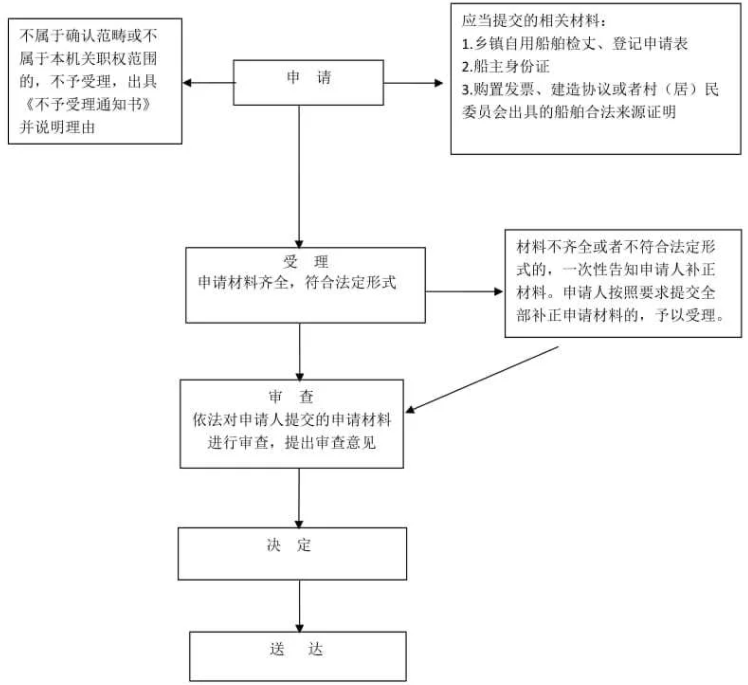 不属于确认范畴或不
属于本机关职权范围
的，不予受理，出具
《不予受理通知书》
并说明理由
申 请
应当提交的相关材料：
1.乡镇自用船舶检丈、登记申请表
2.船主身份证
3.购置发票、建造协议或者村（居）民
委员会出具的船舶合法来源证明
受 理
申请材料齐全，符合法定形式
材料不齐全或者不符合法定形
式的，一次性告知申请人补正
材料。申请人按照要求提交全
部补正申请材料的，予以受理。
审 查
依法对申请人提交的申请材料
进行审查，提出审查意见
决 定
送 达